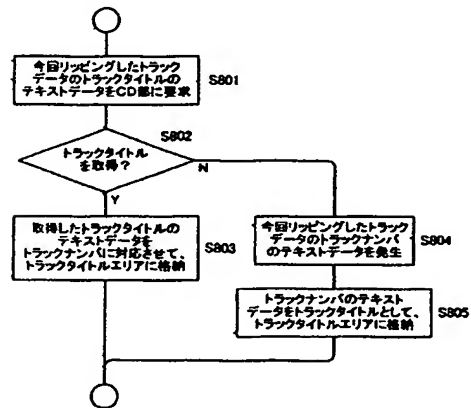 今回リッピングしたトラック
データのトラックタイトルの
テキストデータをCD部に要求
S801
S802
トラックタイトル
を取得?
N
Y
取得したトラックタイトルの
テキストデータを
トラックナンバに対応させて、
トラックタイトルエリアに格納
S803
今回リッピングしたトラック
データのトラックナンバ
のテキストデータを発生
S804
トラックナンバのテキスト
データをトラックタイトルとして、
トラックタイトルエリアに格納
S805